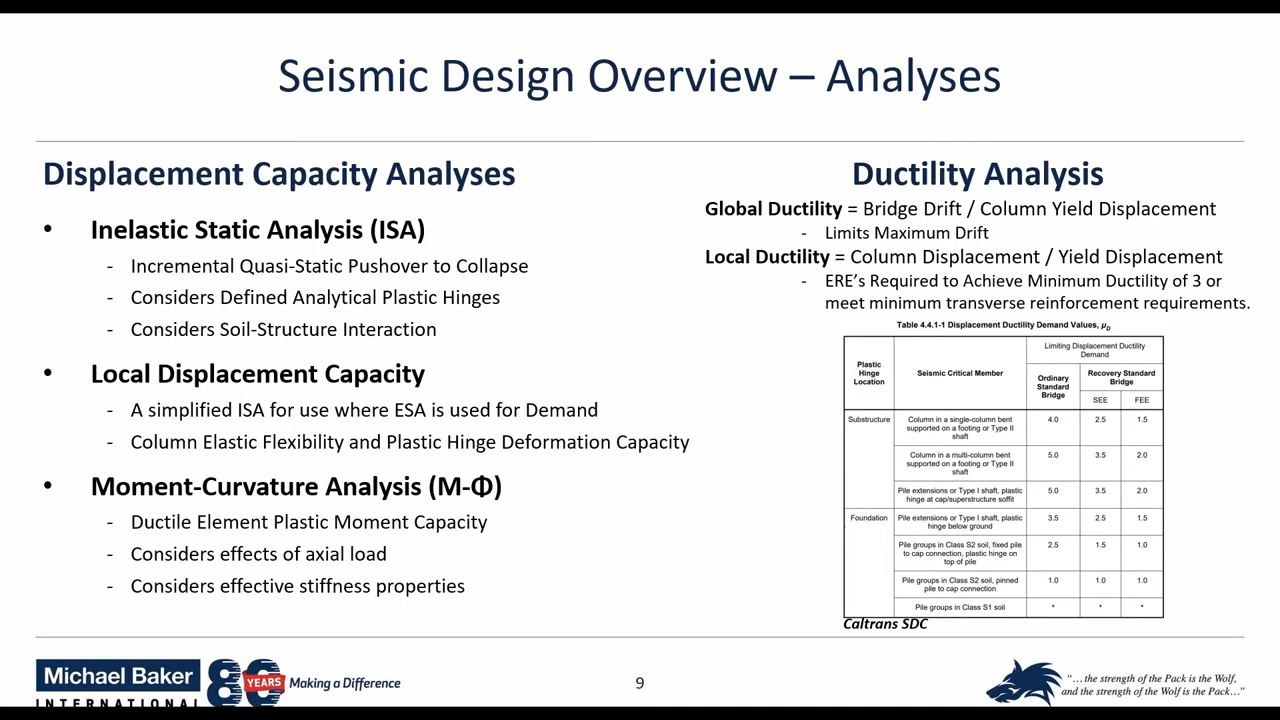 Seismic Design Overview – Analyses
Displacement Capacity Analyses
• Inelastic Static Analysis (ISA)
- Incremental Quasi-Static Pushover to Collapse
- Considers Defined Analytical Plastic Hinges
- Considers Soil-Structure Interaction
• Local Displacement Capacity
- A simplified ISA for use where ESA is used for Demand
- Column Elastic Flexibility and Plastic Hinge Deformation Capacity
• Moment-Curvature Analysis (M-Φ)
- Ductile Element Plastic Moment Capacity
- Considers effects of axial load
- Considers effective stiffness properties
Ductility Analysis
Global Ductility = Bridge Drift / Column Yield Displacement
- Limits Maximum Drift
Local Ductility = Column Displacement / Yield Displacement
- ERE’s Required to Achieve Minimum Ductility of 3 or
meet minimum transverse reinforcement requirements.
Table 4.4.1-1 Displacement Ductility Demand Values, μD
Plastic
Hinge
Location
Seismic Critical Member
Limiting Displacement Ductility
Demand
Ordinary
Standard
Bridge
Recovery Standard
Bridge
SEE FEE
Substructure
Column in a single-column bent
supported on a footing or Type II
shaft
4.0 2.5 1.5
Column in a multi-column bent
supported on a footing or Type II
shaft
5.0 3.5 2.0
Pile extensions or Type I shaft, plastic
hinge at cap/superstructure soffit
5.0 3.5 2.0
Foundation
Pile extensions or Type I shaft, plastic
hinge below ground
3.5 2.5 1.5
Pile groups in Class S2 soil, fixed pile
to cap connection, plastic hinge on
top of pile
2.5 1.5 1.0
Pile groups in Class S2 soil, pinned
pile to cap connection
1.0 1.0 1.0
Pile groups in Class S1 soil
* * *
Caltrans SDC
Michael Baker
INTERNATIONAL
80
YEARS
Making a Difference
9
“…the strength of the Pack is the Wolf,
and the strength of the Wolf is the Pack…”